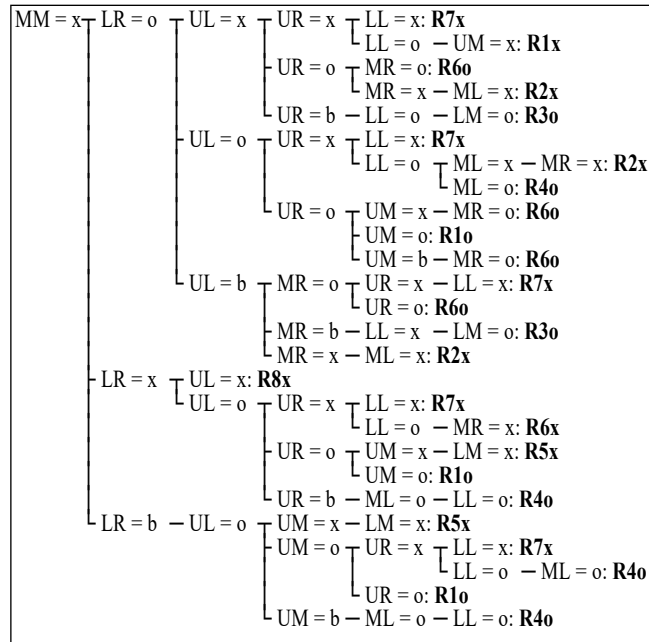 MM = x LR = o UL = x UR = x LL = x: R7x
LL = o – UM = x: R1x
UR = o MR = o: R6o
MR = x – ML = x: R2x
UR = b – LL = o – LM = o: R3o
UL = o UR = x LL = x: R7x
LL = o ML = x – MR = x: R2x
ML = o: R4o
UR = o UM = x – MR = o: R6o
UM = o: R1o
UM = b – MR = o: R6o
UL = b MR = o UR = x – LL = x: R7x
UR = o: R6o
MR = b – LL = x – LM = o: R3o
MR = x – ML = x: R2x
LR = x UL = x: R8x
UL = o UR = x LL = x: R7x
LL = o – MR = x: R6x
UR = o UM = x – LM = x: R5x
UM = o: R1o
UR = b – ML = o – LL = o: R4o
LR = b – UL = o UM = x – LM = x: R5x
UM = o UR = x LL = x: R7x
LL = o – ML = o: R4o
UR = o: R1o
UM = b – ML = o – LL = o: R4o